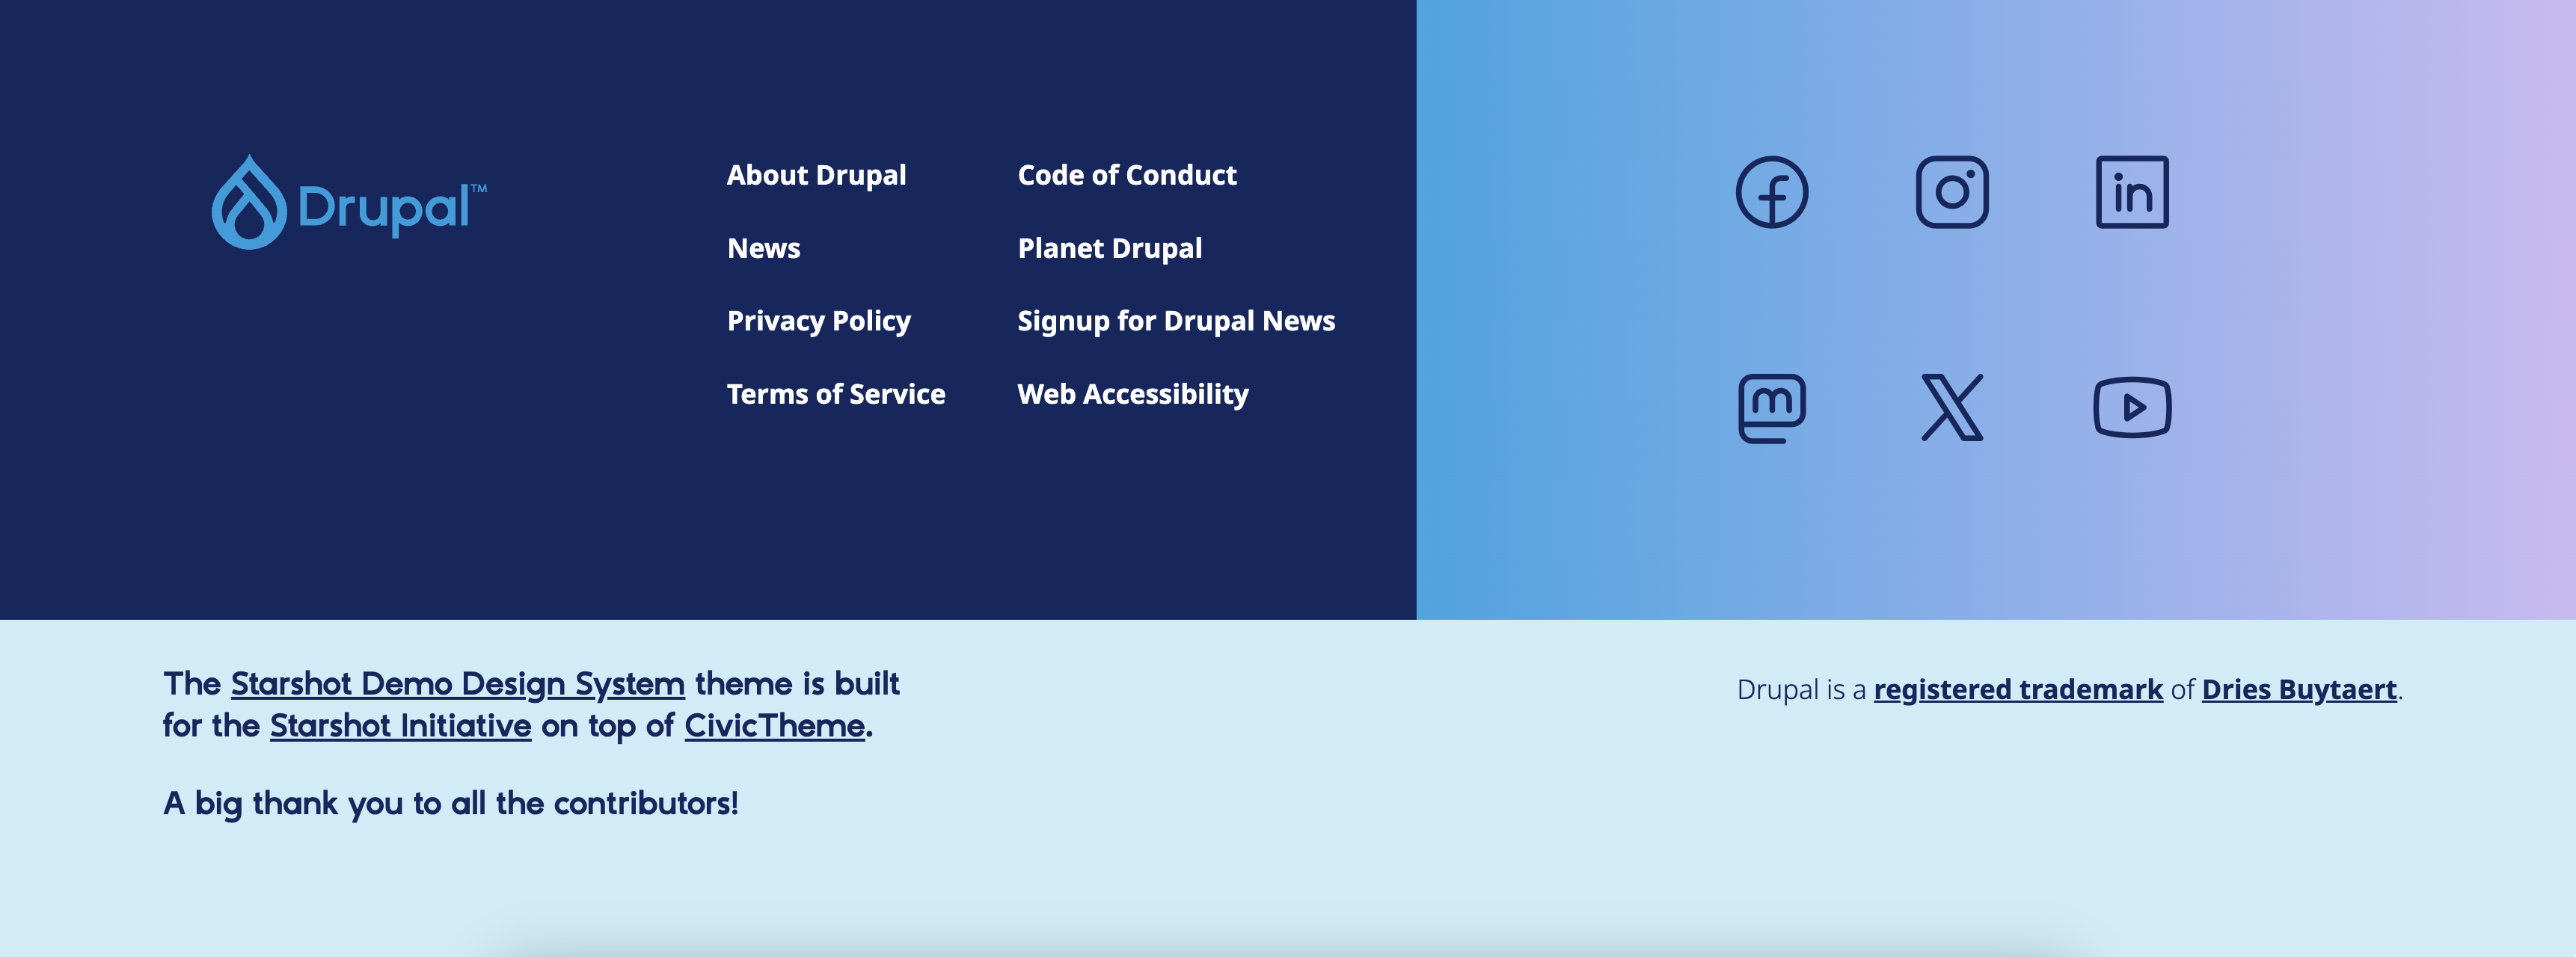 Drupal™
About Drupal
News
Privacy Policy
Terms of Service
Code of Conduct
Planet Drupal
Signup for Drupal News
Web Accessibility
in
m
The Starshot Demo Design System theme is built
for the Starshot Initiative on top of CivicTheme.
A big thank you to all the contributors!
Drupal is a registered trademark of Dries Buytaert.